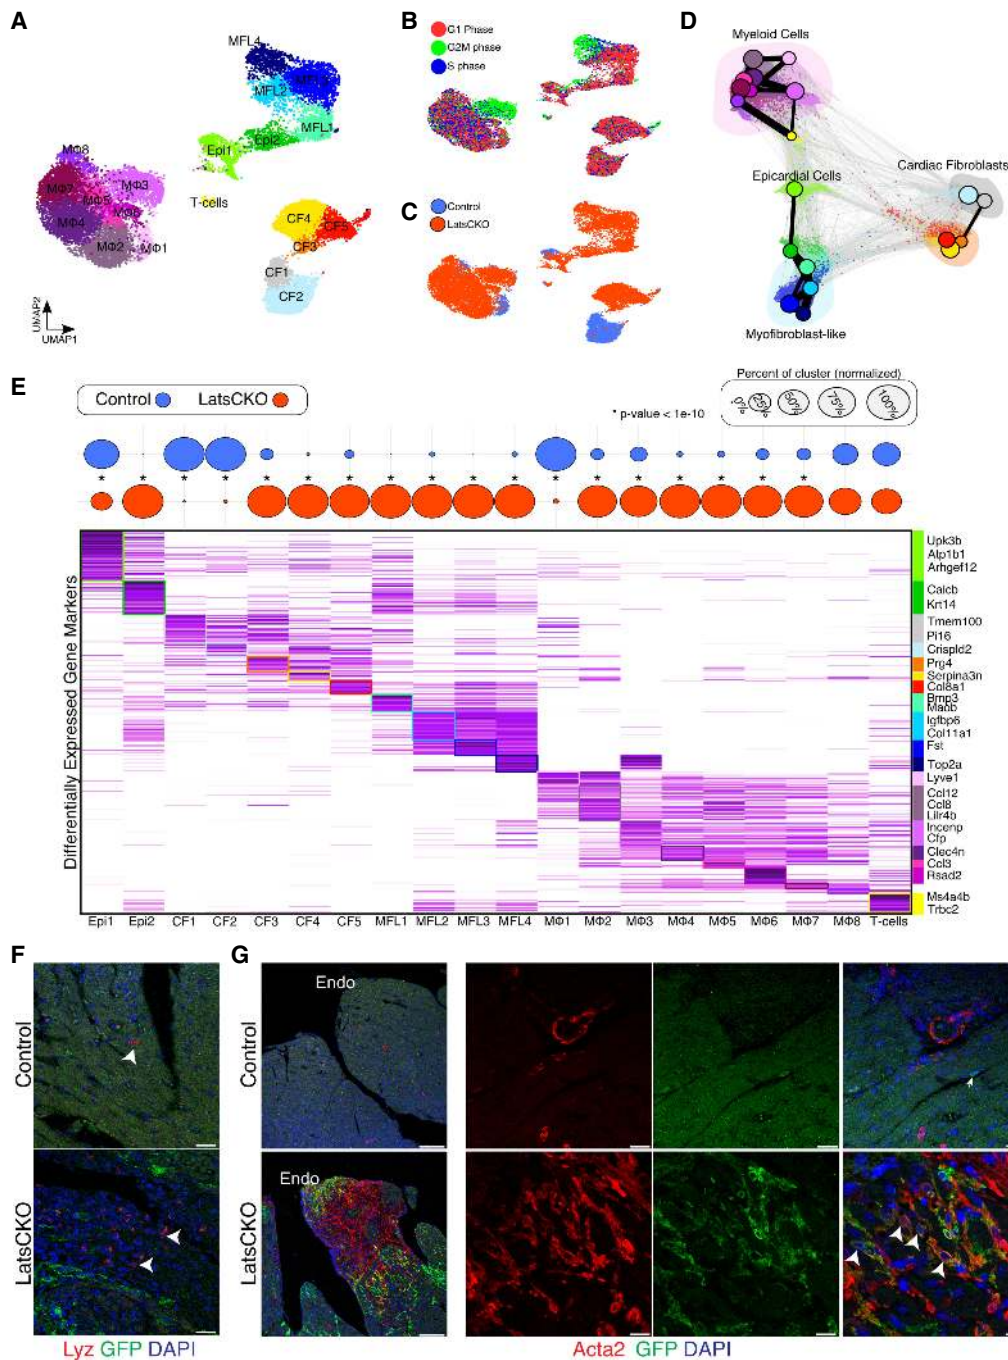 A
MFL4
MFL3
MFL2
MFL1
Epi2
Epi1
T-cells
MΦ8
MΦ7
MΦ3
MΦ5
MΦ6
MΦ4
MΦ2
MΦ1
CF4
CF5
CF3
CF1
CF2
UMAP2
UMAP1
B
G1 Phase
G2M phase
S phase
C
Control
LatsCKO
D
Myeloid Cells
Cardiac Fibroblasts
Epicardial Cells
Myofibroblast-like
E
Control
LatsCKO
* p-value < 1e-10
Percent of cluster (normalized)
0% 25% 50% 75% 100%
* * * * * * * * * * * * * * * * * *
Differentially Expressed Gene Markers
Upk3b
Atp1b1
Arhgef12
Calcb
Krt14
Tmem100
Pi16
Crispld2
Prg4
Serpina3n
Col8a1
Bmp3
Mabb
Igfbp6
Col11a1
Fst
Top2a
Lyve1
Ccl12
Ccl8
Lilr4b
Incenp
Cfp
Clec4n
Ccl3
Rsad2
Ms4a4b
Trbc2
Epi1 Epi2 CF1 CF2 CF3 CF4 CF5 MFL1 MFL2 MFL3 MFL4 MΦ1 MΦ2 MΦ3 MΦ4 MΦ5 MΦ6 MΦ7 MΦ8 T-cells
F
Control
LatsCKO
Lyz GFP DAPI
G
Control
Endo
LatsCKO
Endo
Acta2 GFP DAPI